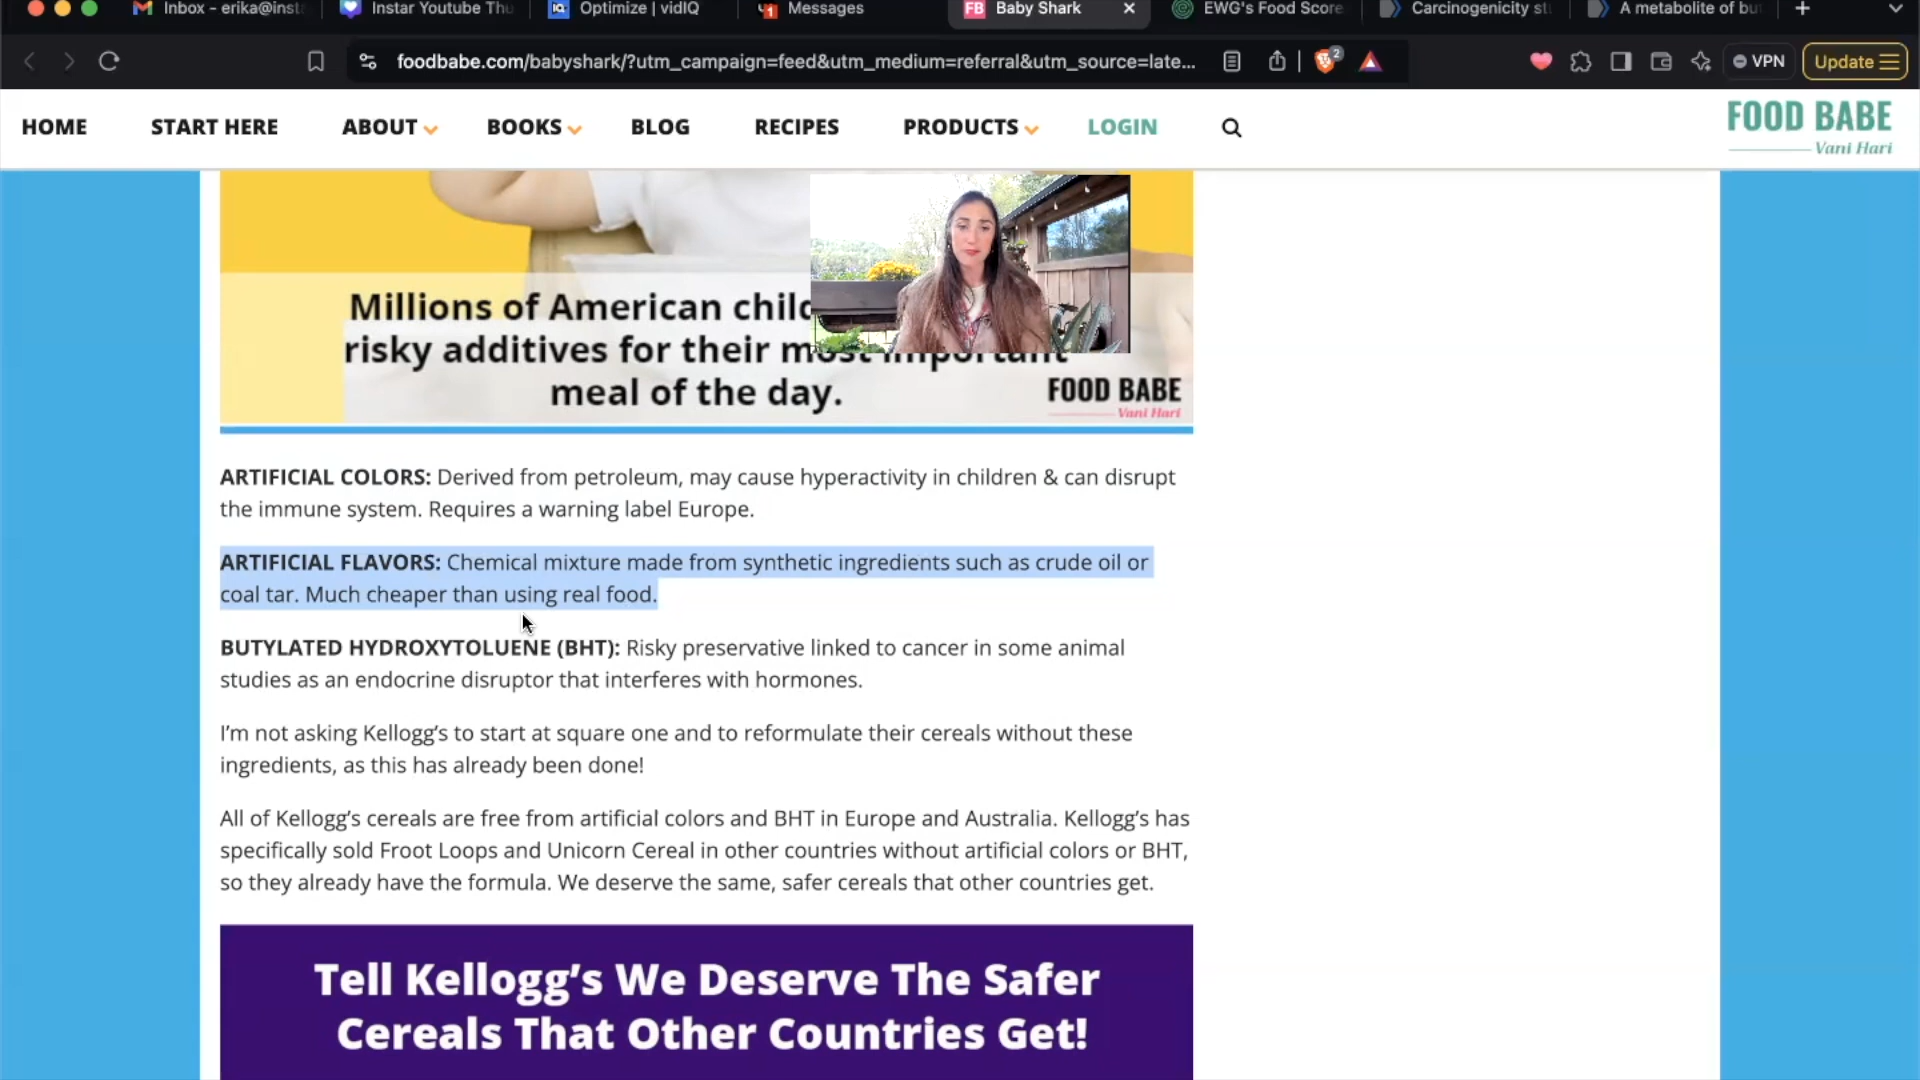 Inbox - erika@inst
Instar Youtube Thu
Optimize | vidIQ
Messages
FB Baby Shark
EWG's Food Score
Carcinogenicity st
A metabolite of bu
foodbabe.com/babyshark/?utm_campaign=feed&utm_medium=referral&utm_source=late...
2
VPN
Update
HOME START HERE ABOUT BOOKS BLOG RECIPES PRODUCTS LOGIN
FOOD BABE
Vani Hari
Millions of American child
risky additives for their most important
meal of the day.
FOOD BABE
Vani Hari
ARTIFICIAL COLORS: Derived from petroleum, may cause hyperactivity in children & can disrupt
the immune system. Requires a warning label Europe.
ARTIFICIAL FLAVORS: Chemical mixture made from synthetic ingredients such as crude oil or
coal tar. Much cheaper than using real food.
BUTYLATED HYDROXYTOLUENE (BHT): Risky preservative linked to cancer in some animal
studies as an endocrine disruptor that interferes with hormones.
I'm not asking Kellogg's to start at square one and to reformulate their cereals without these
ingredients, as this has already been done!
All of Kellogg's cereals are free from artificial colors and BHT in Europe and Australia. Kellogg's has
specifically sold Froot Loops and Unicorn Cereal in other countries without artificial colors or BHT,
so they already have the formula. We deserve the same, safer cereals that other countries get.
Tell Kellogg's We Deserve The Safer
Cereals That Other Countries Get!